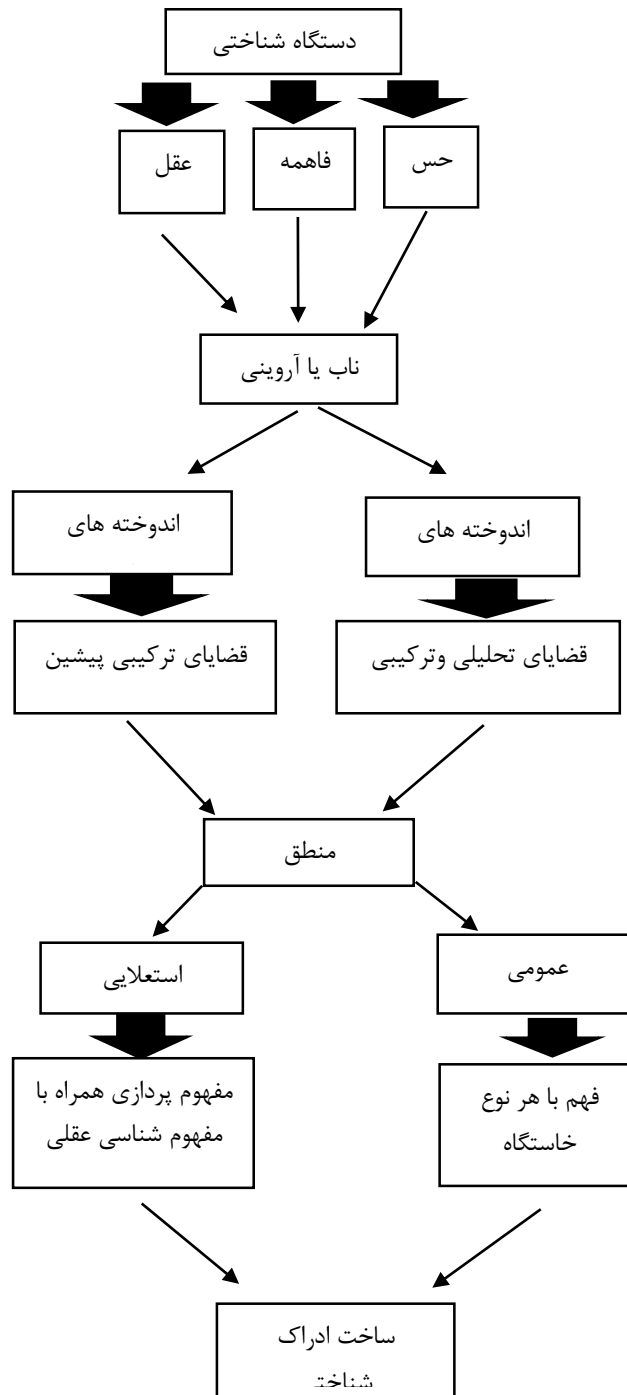 دستگاه شناختی
حس
فاهمه
عقل
ناب یا آروینی
اندوخته های
اندوخته های
قضایای تحلیلی وترکیبی
قضایای ترکیبی پیشین
منطق
عمومی
استعلایی
فهم با هر نوع
خاستگاه
مفهوم پردازی همراه با
مفهوم شناسی عقلی
ساخت ادراک